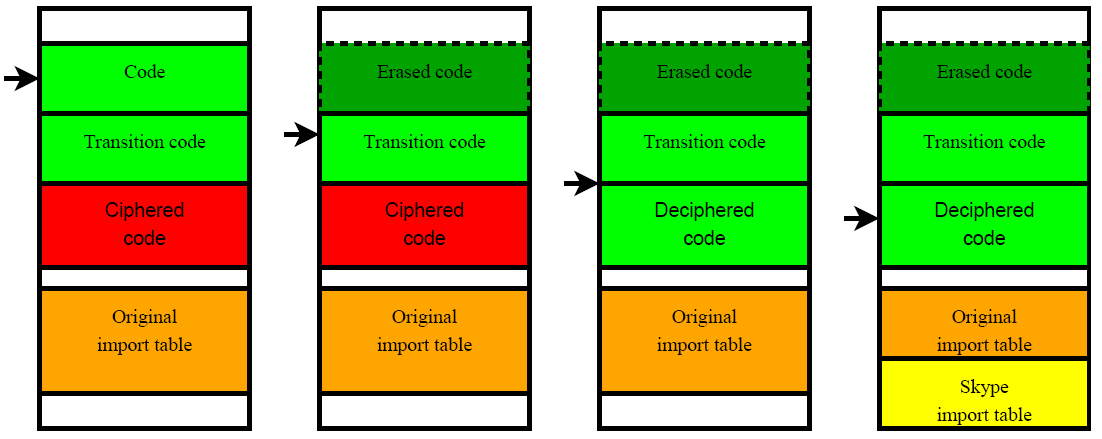 Code
Transition code
Ciphered
code
Original
import table
Erased code
Transition code
Ciphered
code
Original
import table
Erased code
Transition code
Deciphered
code
Original
import table
Erased code
Transition code
Deciphered
code
Original
import table
Skype
import table